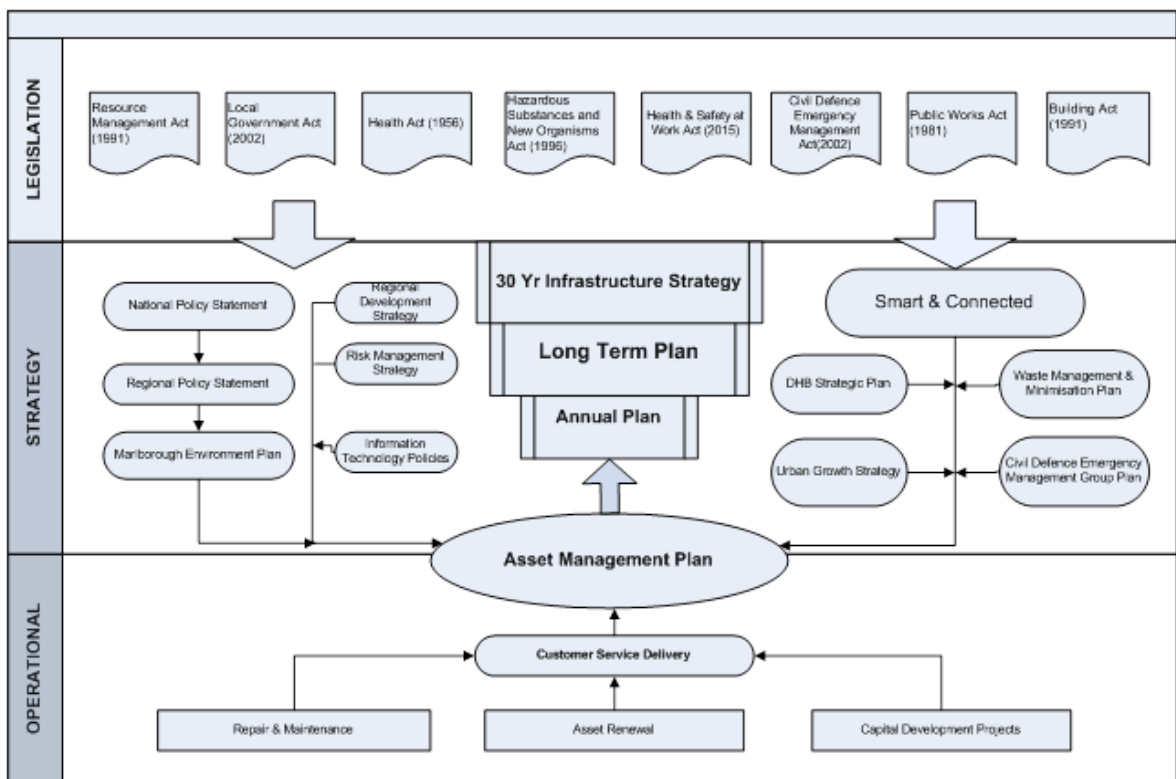 LEGISLATION
Resource
Management Act
(1991)
Local
Government Act
(2002)
Health Act (1956)
Hazardous
Substances and
New Organisms
Act (1996)
Health & Safety at
Work Act (2015)
Civil Defence
Emergency
Management
Act(2002)
Public Works Act
(1981)
Building Act
(1991)
STRATEGY
National Policy Statement
Regional Policy Statement
Marlborough Environment Plan
Regional
Development
Strategy
Risk Management
Strategy
Information
Technology Policies
30 Yr Infrastructure Strategy
Long Term Plan
Annual Plan
Smart & Connected
DHB Strategic Plan
Waste Management &
Minimisation Plan
Urban Growth Strategy
Civil Defence Emergency
Management Group Plan
Asset Management Plan
OPERATIONAL
Customer Service Delivery
Repair & Maintenance
Asset Renewal
Capital Development Projects